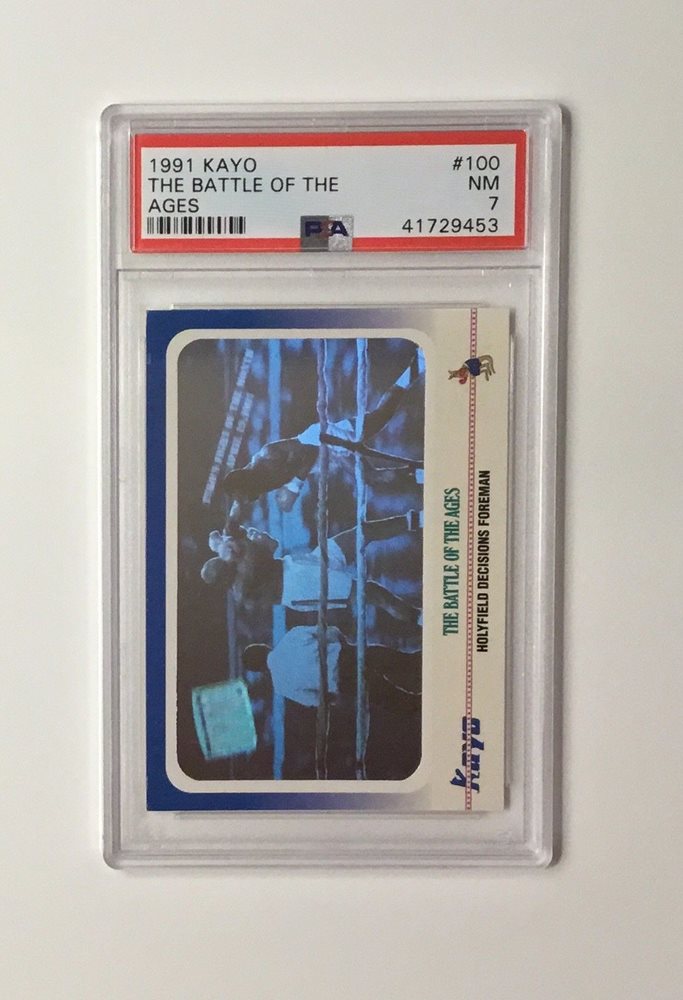 1991 KAYO #100
THE BATTLE OF THE NM
AGES 7
PSA 41729453
THE BATTLE OF THE AGES
HOLYFIELD DECISIONS FOREMAN
KAYO